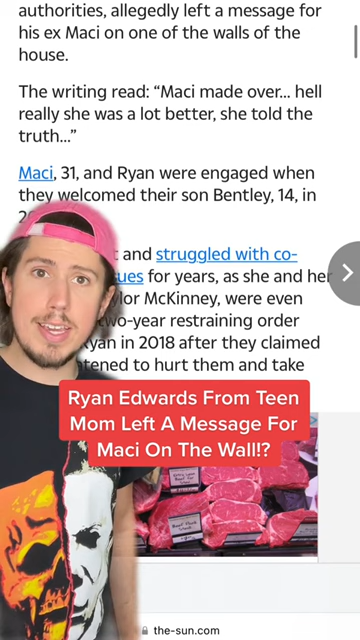 authorities, allegedly left a message for
his ex Maci on one of the walls of the
house.
The writing read: “Maci made over... hell
really she was a lot better, she told the
truth...”
Maci, 31, and Ryan were engaged when
they welcomed their son Bentley, 14, in
and struggled with co-
for years, as she and her
McKinney, were even
two-year restraining order
in 2018 after they claimed
to hurt them and take
Ryan Edwards From Teen
Mom Left A Message For
Maci On The Wall!?
the-sun.com